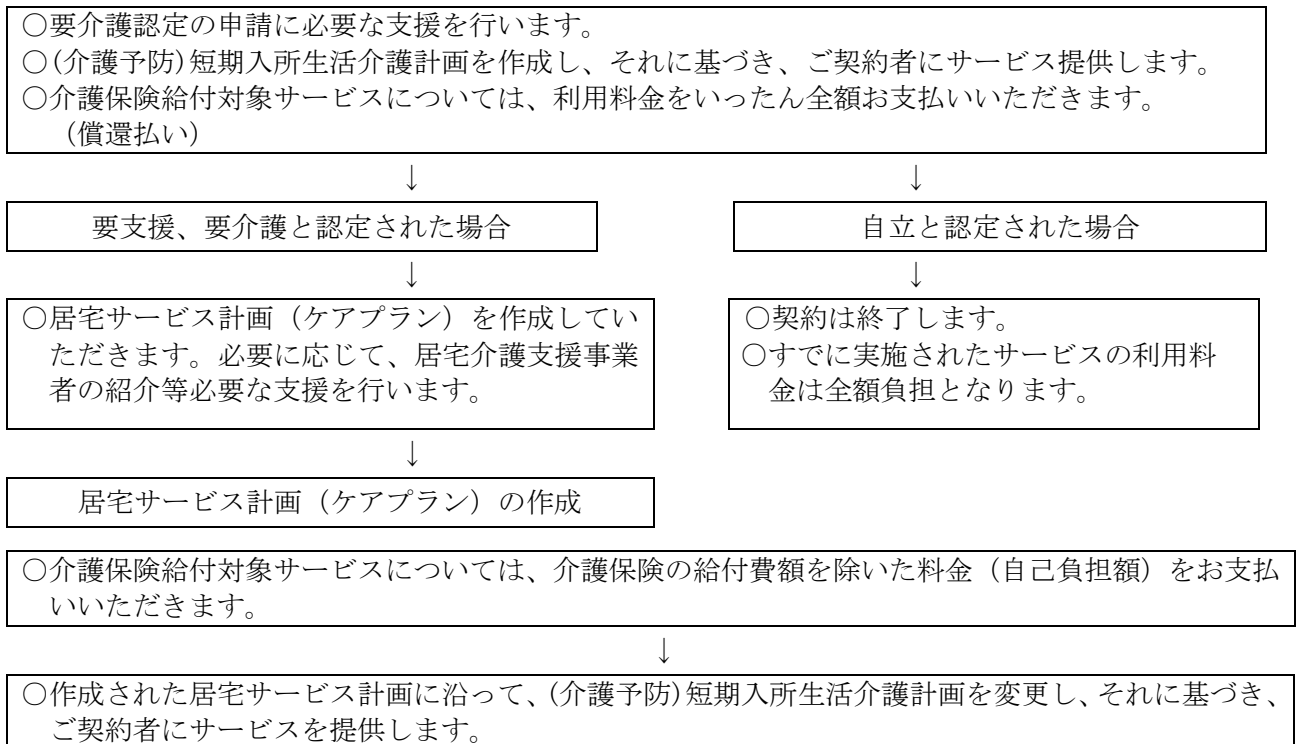 ○要介護認定の申請に必要な支援を行います。
○(介護予防)短期入所生活介護計画を作成し、それに基づき、ご契約者にサービス提供します。
○介護保険給付対象サービスについては、利用料金をいったん全額お支払いいただきます。
（償還払い）
↓ ↓
要支援、要介護と認定された場合
自立と認定された場合
↓ ↓
○居宅サービス計画（ケアプラン）を作成してい
ただきます。必要に応じて、居宅介護支援事業
者の紹介等必要な支援を行います。
○契約は終了します。
○すでに実施されたサービスの利用料
金は全額負担となります。
↓
居宅サービス計画（ケアプラン）の作成
○介護保険給付対象サービスについては、介護保険の給付費額を除いた料金（自己負担額）をお支払
いいただきます。
↓
○作成された居宅サービス計画に沿って、(介護予防)短期入所生活介護計画を変更し、それに基づき、
ご契約者にサービスを提供します。